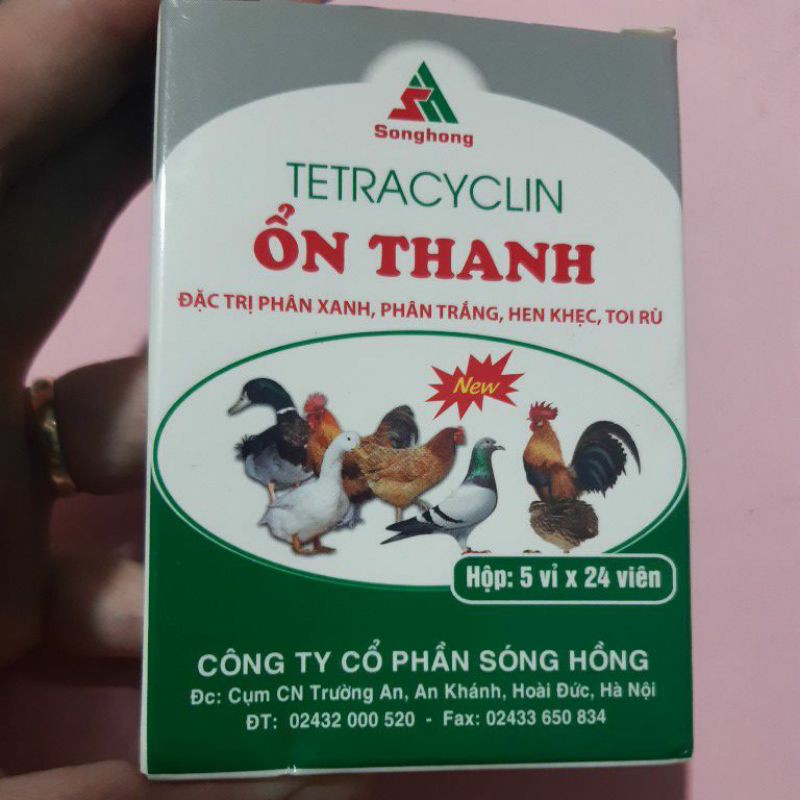 Songhong
TETRACYCLIN
ỔN THANH
ĐẶC TRỊ PHÂN XANH, PHÂN TRẮNG, HEN KHẸC, TOI RÙ
New
Hộp: 5 vỉ x 24 viên
CÔNG TY CỔ PHẦN SÓNG HỒNG
Đc: Cụm CN Trường An, An Khánh, Hoài Đức, Hà Nội
ĐT: 02432 000 520 - Fax: 02433 650 834